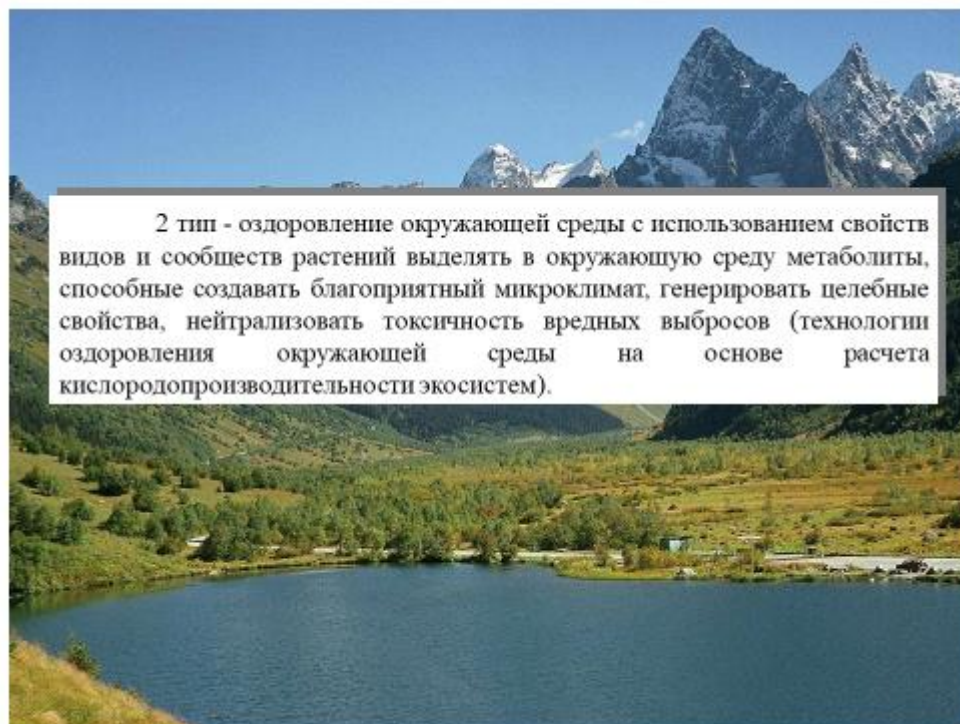 2 тип - оздоровление окружающей среды с использованием свойств
видов и сообществ растений выделять в окружающую среду метаболиты,
способные создавать благоприятный микроклимат, генерировать целебные
свойства, нейтрализовать токсичность вредных выбросов (технологии
оздоровления окружающей среды на основе расчета
кислородопроизводительности экосистем).